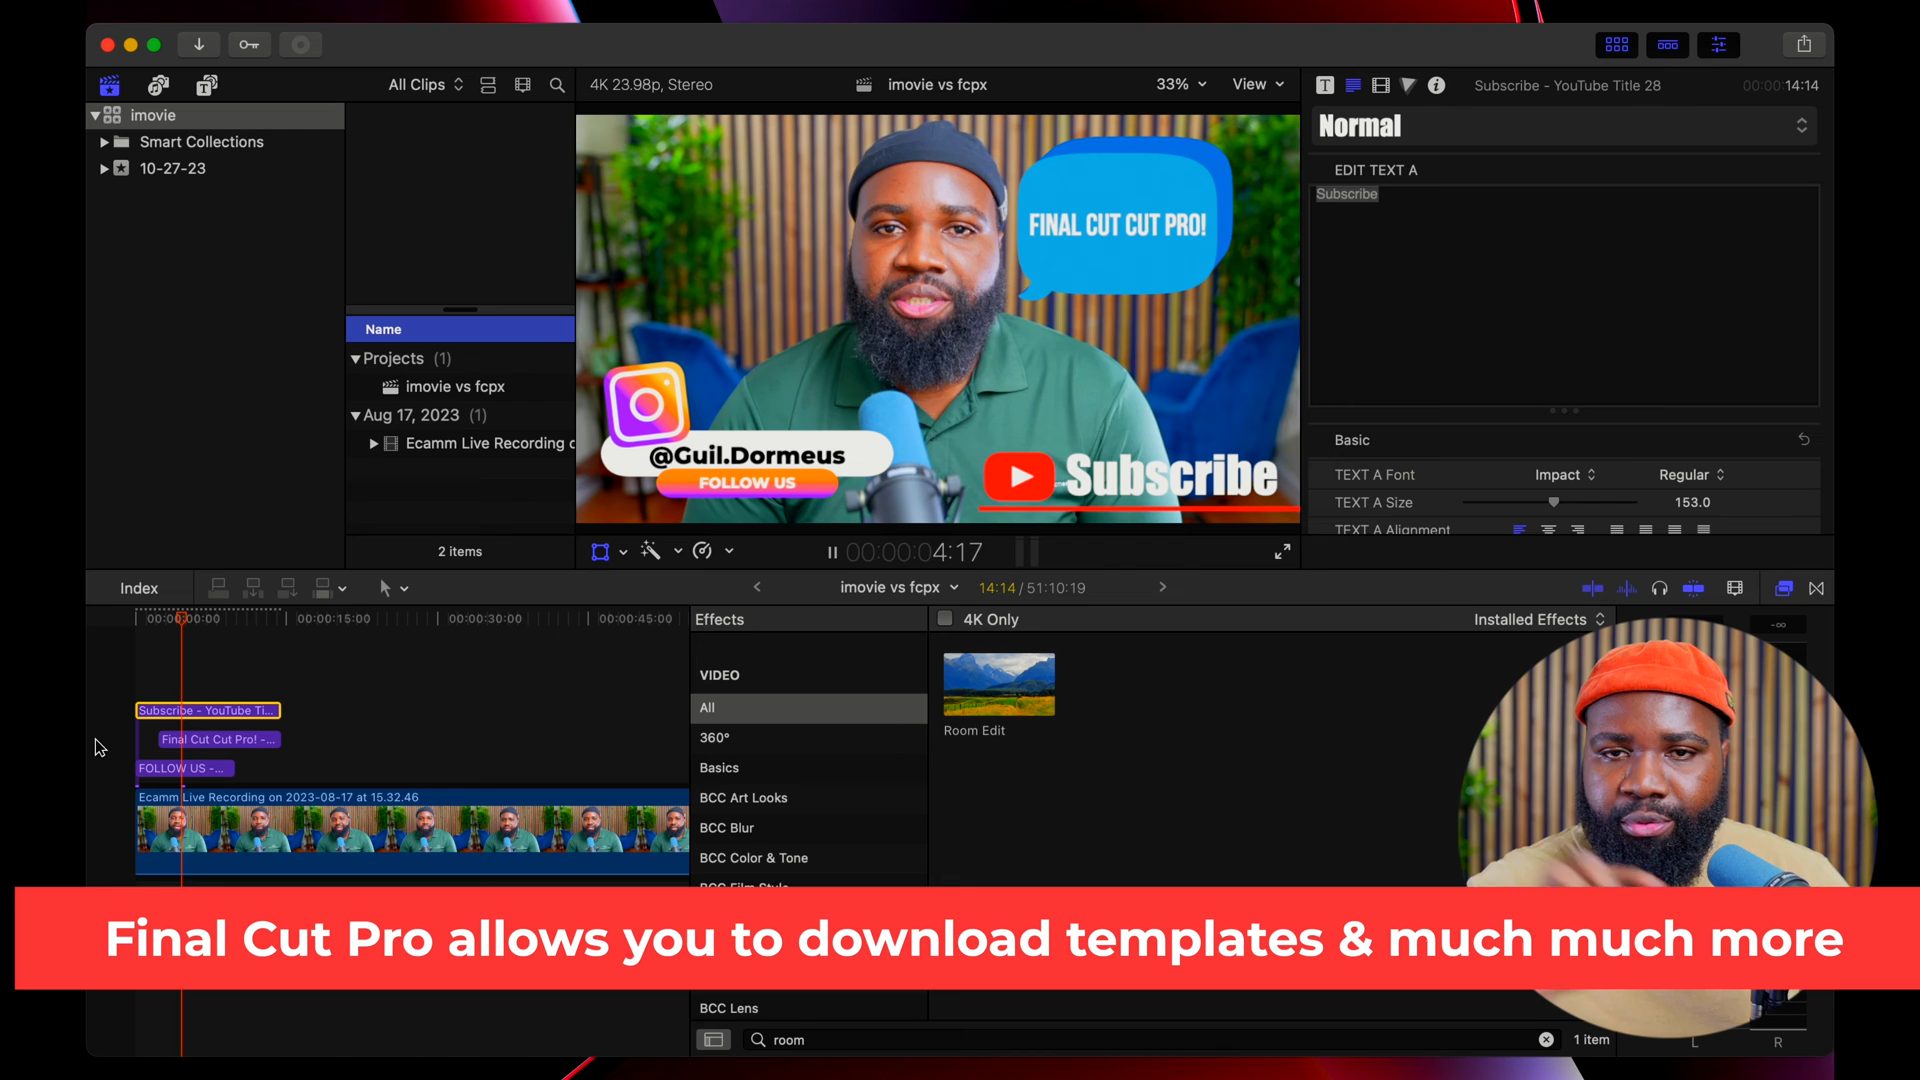 All Clips
4K 23.98p, Stereo
imovie vs fcpx
33%
View
Subscribe - YouTube Title 28
00:00:14:14
imovie
Smart Collections
10-27-23
Normal
EDIT TEXT A
Subscribe
FINAL CUT CUT PRO!
Name
Projects (1)
imovie vs fcpx
Aug 17, 2023 (1)
Ecamm Live Recording
@Guil.Dormeus
FOLLOW US
Subscribe
Basic
TEXT A Font
Impact
Regular
TEXT A Size
153.0
TEXT A Alignment
2 items
00:00:04:17
Index
imovie vs fcpx
14:14 / 51:10:19
00:00:00:00
00:00:15:00
00:00:30:00
00:00:45:00
Effects
4K Only
Installed Effects
-∞
VIDEO
All
360°
Basics
BCC Art Looks
BCC Blur
BCC Color & Tone
BCC Film Style
Room Edit
Subscribe - YouTube Ti...
Final Cut Cut Pro! -...
FOLLOW US -...
Ecamm Live Recording on 2023-08-17 at 15.32.46
Final Cut Pro allows you to download templates & much much more
BCC Lens
room
1 item
L
R